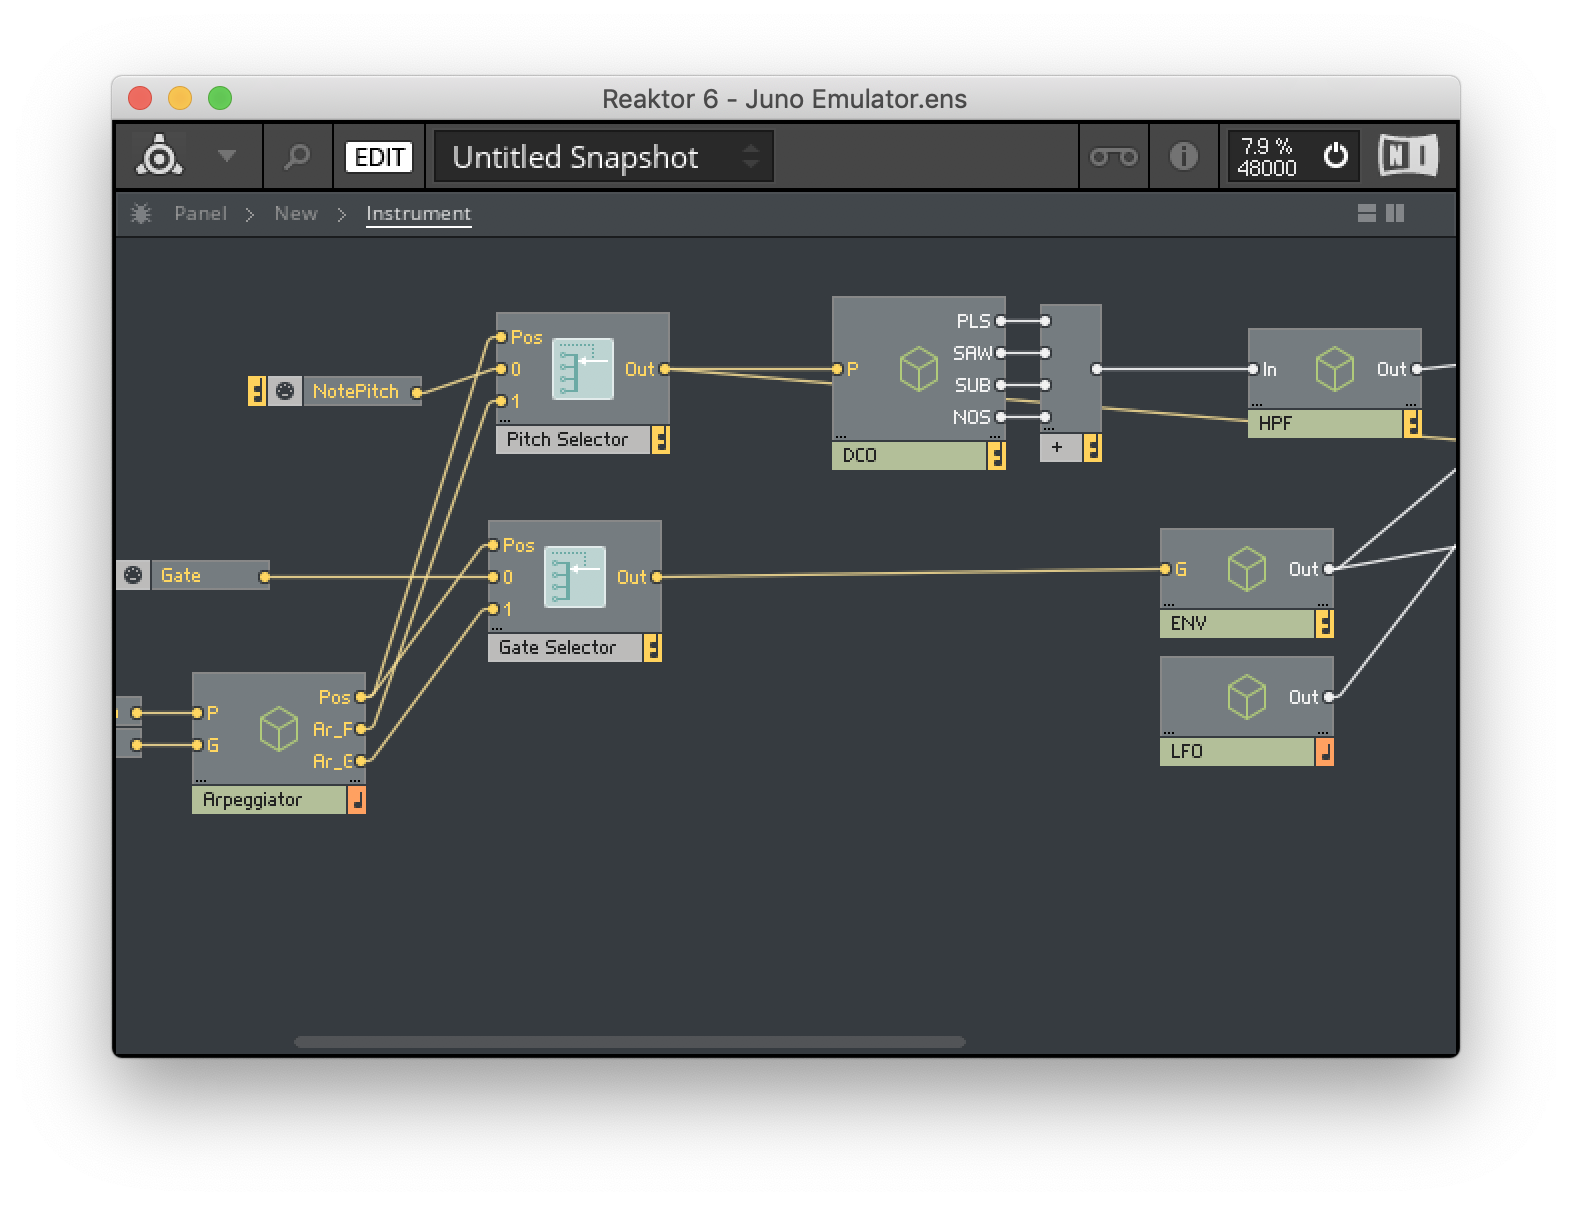 Reaktor 6 - Juno Emulator.ens
EDIT
Untitled Snapshot
7.9 %
48000
NI
Panel > New > Instrument
NotePitch
Pos
0
1
Out
Pitch Selector
P
PLS
SAW
SUB
NOS
DCO
+
In
Out
HPF
Gate
Pos
0
1
Out
Gate Selector
G
Out
ENV
Out
LFO
P
G
Pos
Ar_P
Ar_G
Arpeggiator